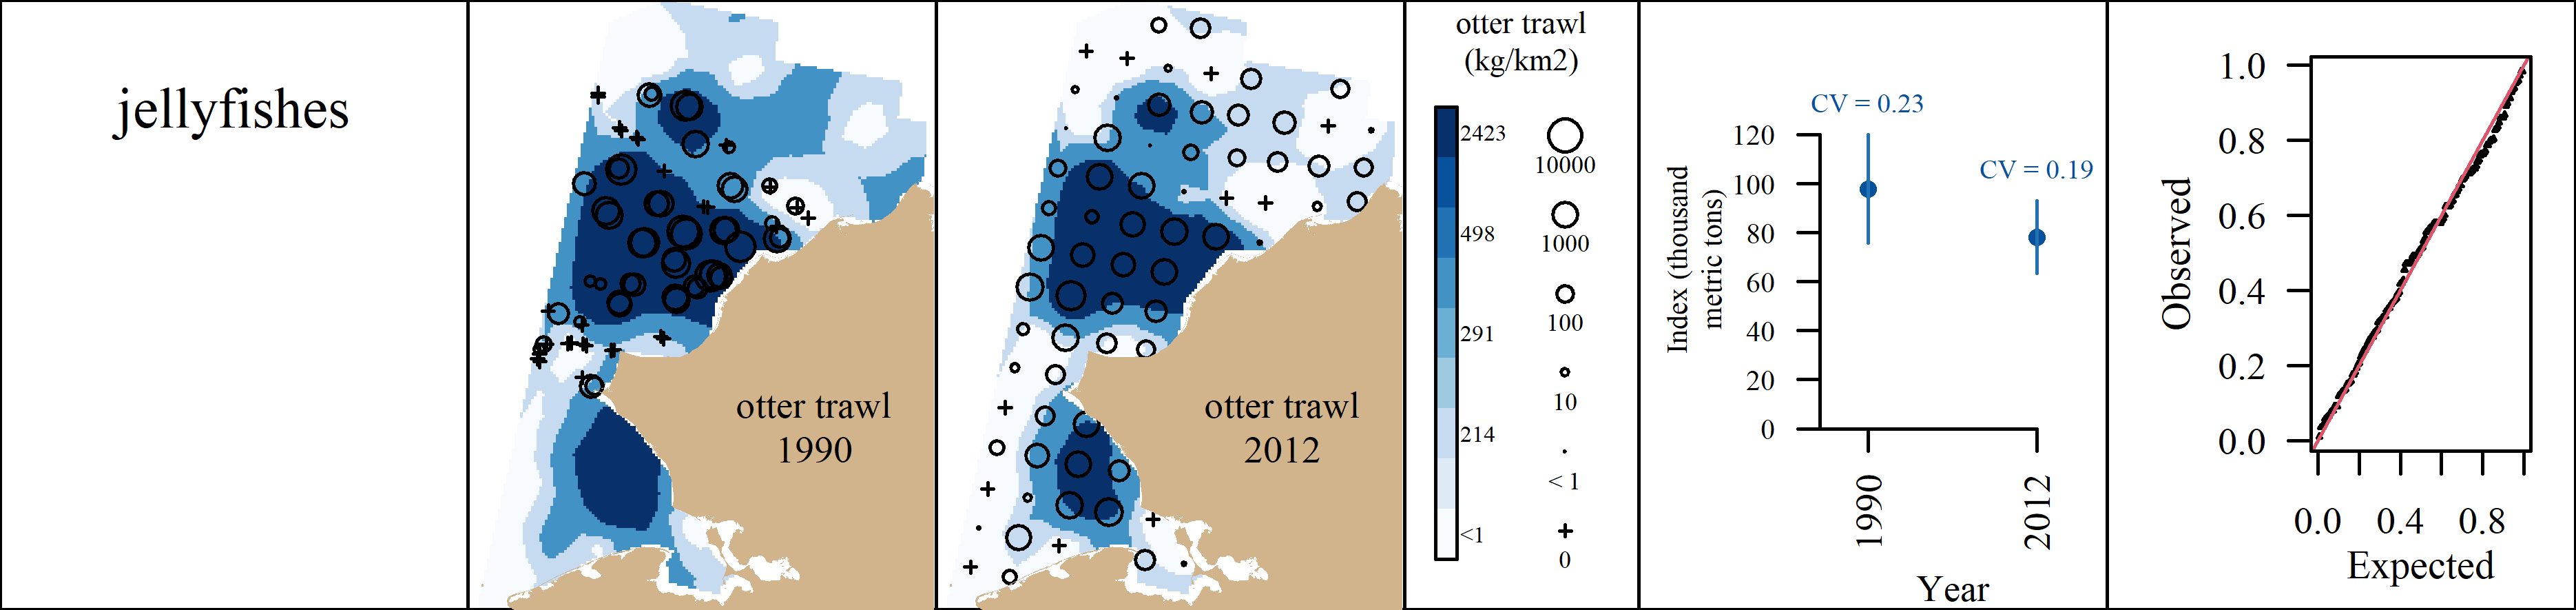 jellyfishes
otter trawl
1990
otter trawl
2012
otter trawl
(kg/km2)
2423
498
291
214
<1
10000
1000
100
10
< 1
0
CV = 0.23
CV = 0.19
Index (thousand
metric tons)
120
100
80
60
40
20
0
1990
2012
Year
Observed
1.0
0.8
0.6
0.4
0.2
0.0
0.0 0.4 0.8
Expected